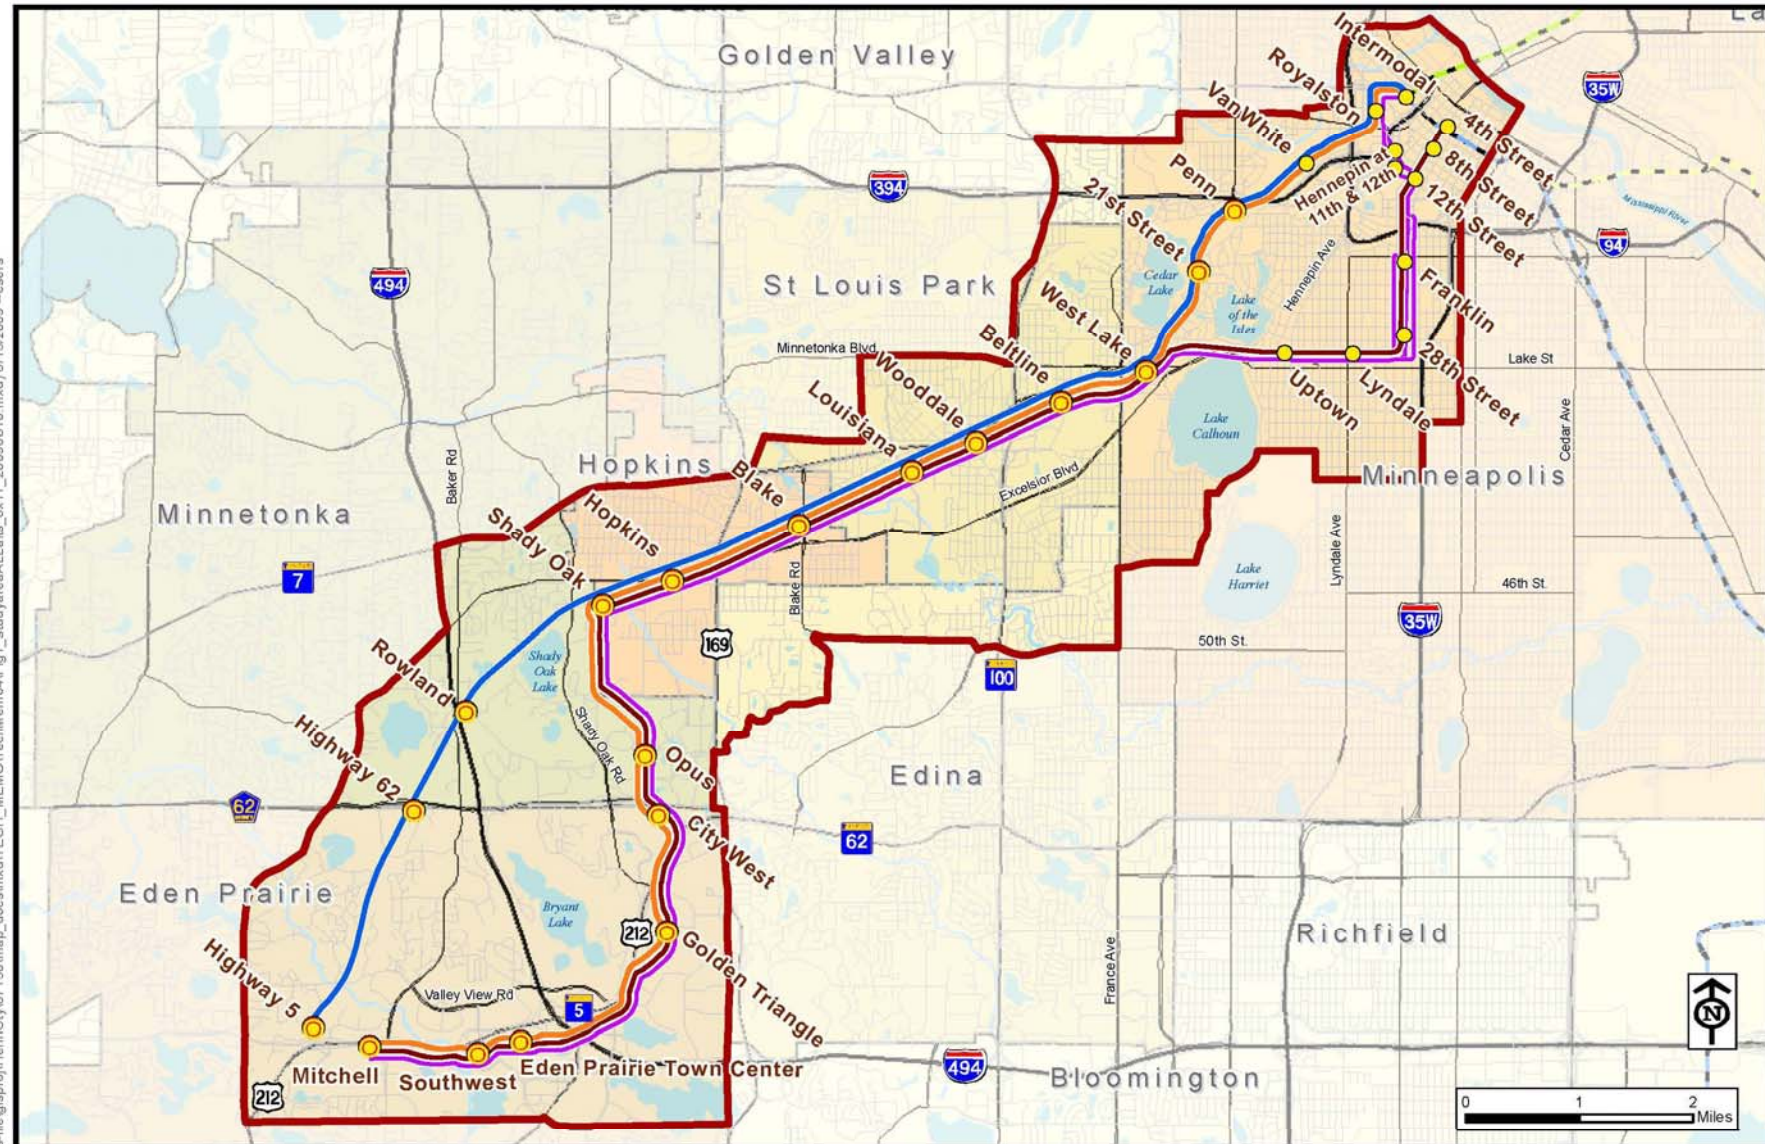 Golden Valley
Intermodal
Royalston
Van White
Penn
21st Street
West Lake
Beltline
Wooddale
Louisiana
Blake
Hopkins
Shady Oak
Rowland
Highway 62
Highway 5
Mitchell
Southwest
Eden Prairie Town Center
Golden Triangle
City West
Opus
4th Street
8th Street
12th Street
Hennepin at
11th & 12th
Franklin
28th Street
Lyndale
Uptown
35W
394
94
494
Mississippi River
Hennepin Ave
Cedar
Lake
Lake
of the
Isles
St Louis Park
Minnetonka Blvd
Lake St
Lake
Calhoun
Cedar Ave
Minneapolis
Hopkins
Excelsior Blvd
Baker Rd
Minnetonka
7
Blake Rd
Lake
Harriet
Lyndale Ave
46th St.
35W
50th St.
169
100
Shady
Oak
Lake
Shady Oak Rd
62
Edina
62
Eden Prairie
Bryant
Lake
212
France Ave
Richfield
Valley View Rd
5
N
494
Bloomington
212
0 1 2
Miles